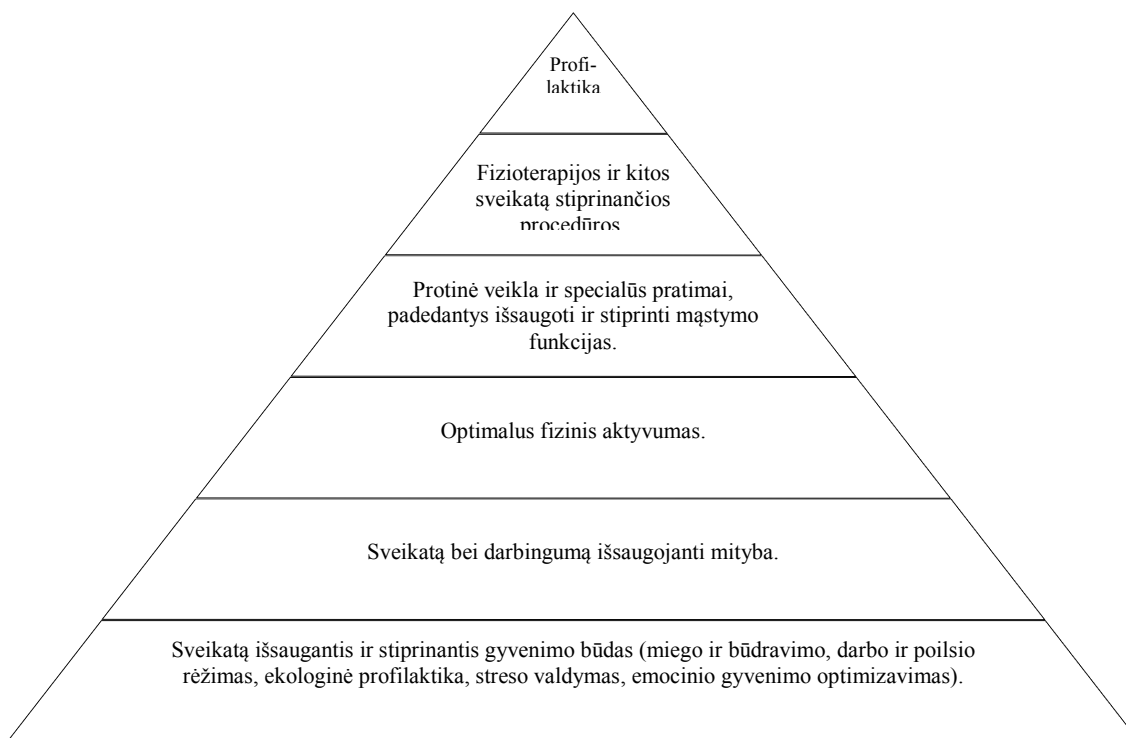 Profi-
laktika
Fizioterapijos ir kitos
sveikatą stiprinančios
procedūros
Protinė veikla ir specialūs pratimai,
padedantys išsaugoti ir stiprinti mąstymo
funkcijas.
Optimalus fizinis aktyvumas.
Sveikatą bei darbingumą išsaugojanti mityba.
Sveikatą išsaugantis ir stiprinantis gyvenimo būdas (miego ir būdravimo, darbo ir poilsio
rėžimas, ekologinė profilaktika, streso valdymas, emocinio gyvenimo optimizavimas).